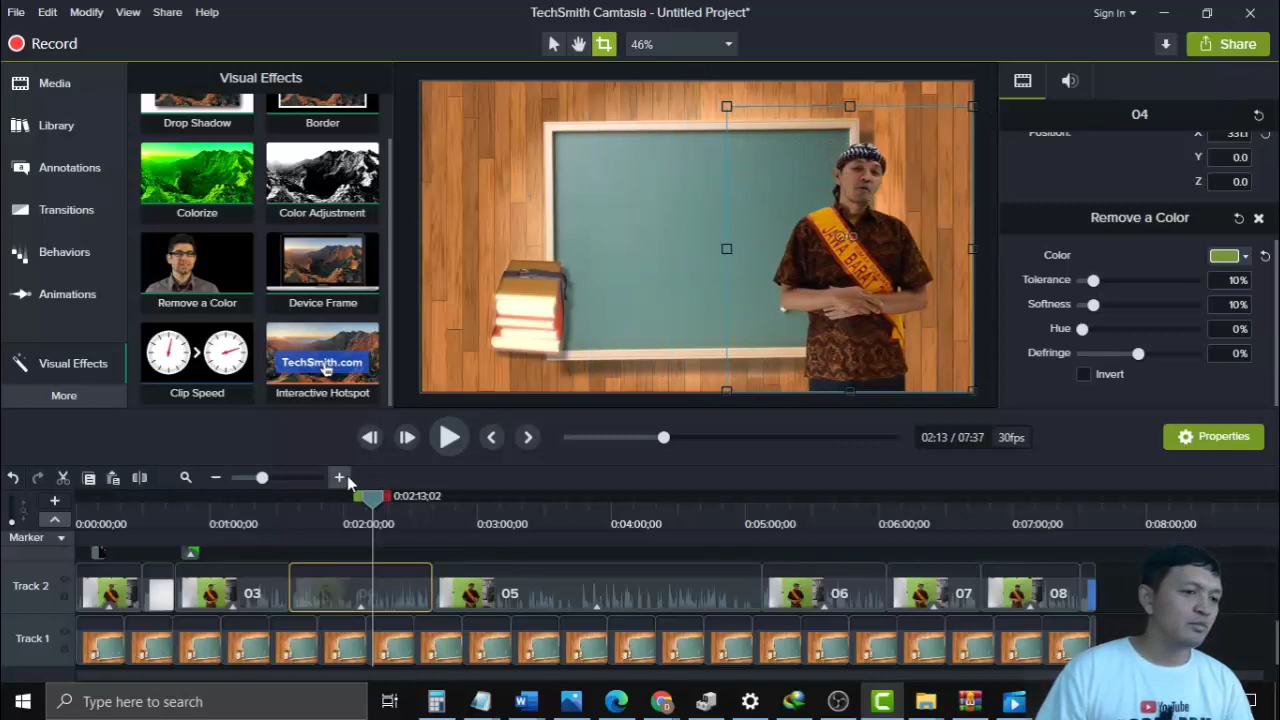 File Edit Modify View Share Help
TechSmith Camtasia - Untitled Project*
Sign In
Record
46%
Share
Media
Library
Annotations
Transitions
Behaviors
Animations
Visual Effects
More
Visual Effects
Drop Shadow
Border
Colorize
Color Adjustment
Remove a Color
Device Frame
Clip Speed
TechSmith.com
Interactive Hotspot
JAWA BARAT
04
Position: X 331.1
Y 0.0
Z 0.0
Remove a Color
Color
Tolerance 10%
Softness 10%
Hue 0%
Defringe 0%
Invert
02:13 / 07:37 30fps
Properties
0:02:13;02
0:00:00;00 0:01:00;00 0:02:00;00 0:03:00;00 0:04:00;00 0:05:00;00 0:06:00;00 0:07:00;00 0:08:00;00
Marker
Track 2
03
05
06
07
08
Track 1
Type here to search
YouTube